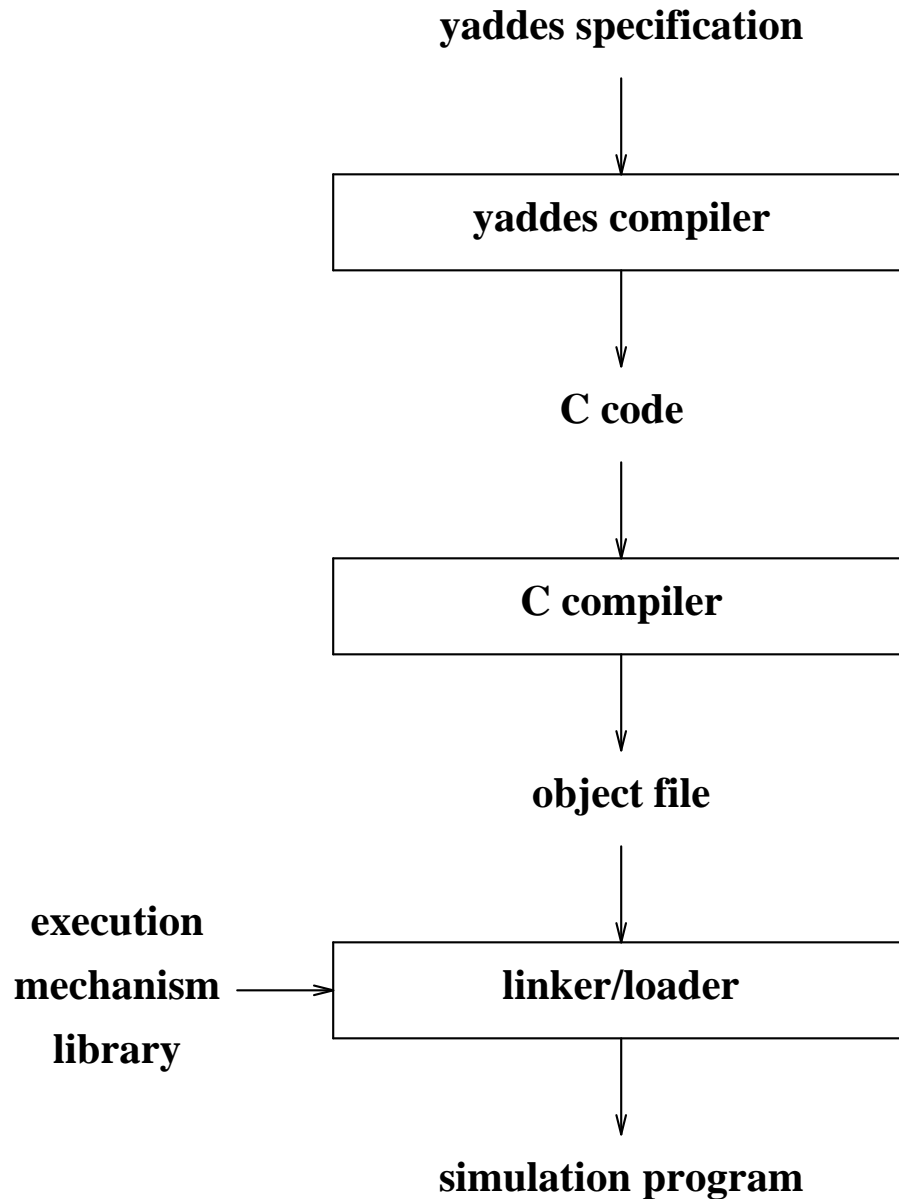 yaddes specification
yaddes compiler
C code
C compiler
object file
execution
mechanism
library
linker/loader
simulation program